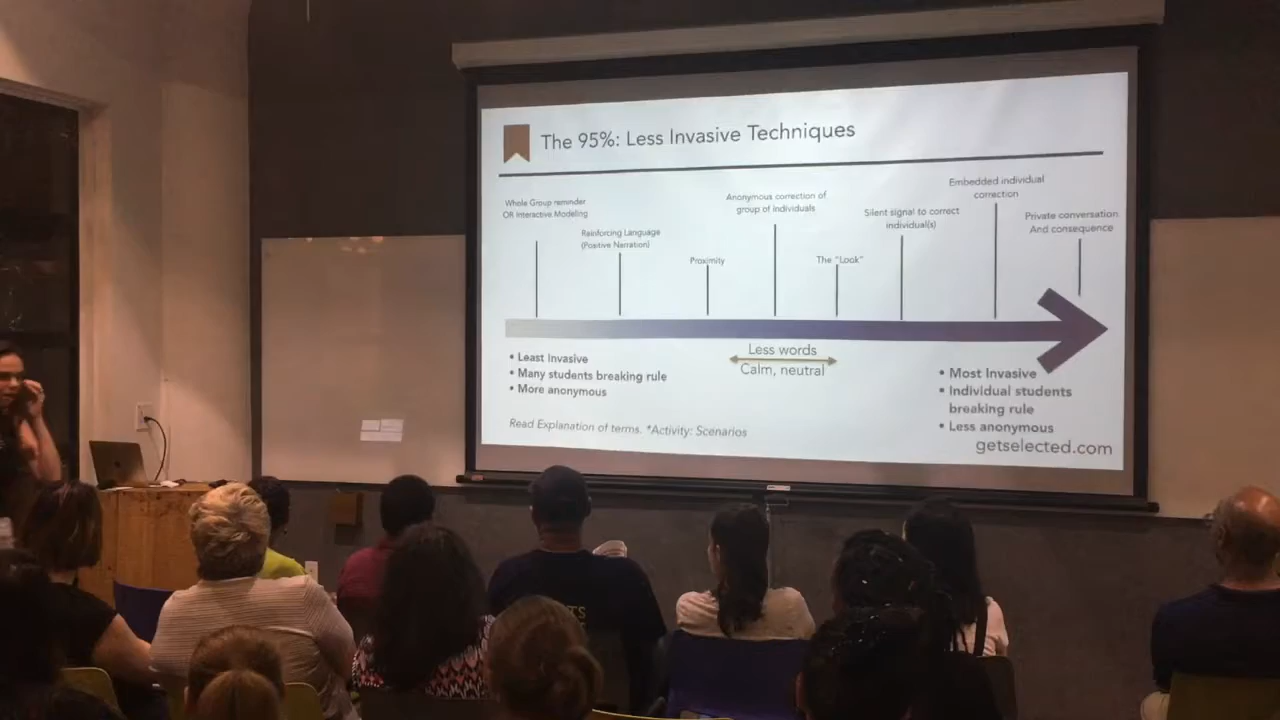 The 95%: Less Invasive Techniques
Whole Group reminder
OR Interactive Modeling
Reinforcing Language
(Positive Narration)
Proximity
Anonymous correction of
group of individuals
The "Look"
Silent signal to correct
individual(s)
Embedded individual
correction
Private conversation
And consequence
• Least Invasive
• Many students breaking rule
• More anonymous
Less words
Calm, neutral
• Most Invasive
• Individual students
breaking rule
• Less anonymous
Read Explanation of terms. *Activity: Scenarios
getselected.com